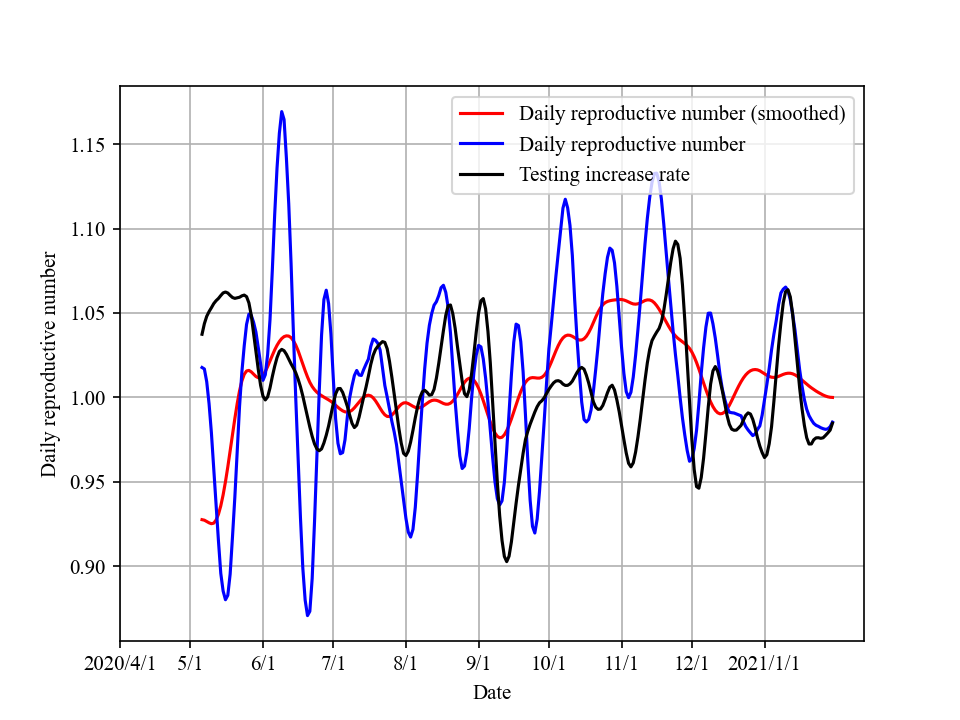 Daily reproductive number (smoothed)
Daily reproductive number
Testing increase rate
Daily reproductive number
1.15
1.10
1.05
1.00
0.95
0.90
2020/4/1 5/1 6/1 7/1 8/1 9/1 10/1 11/1 12/1 2021/1/1
Date